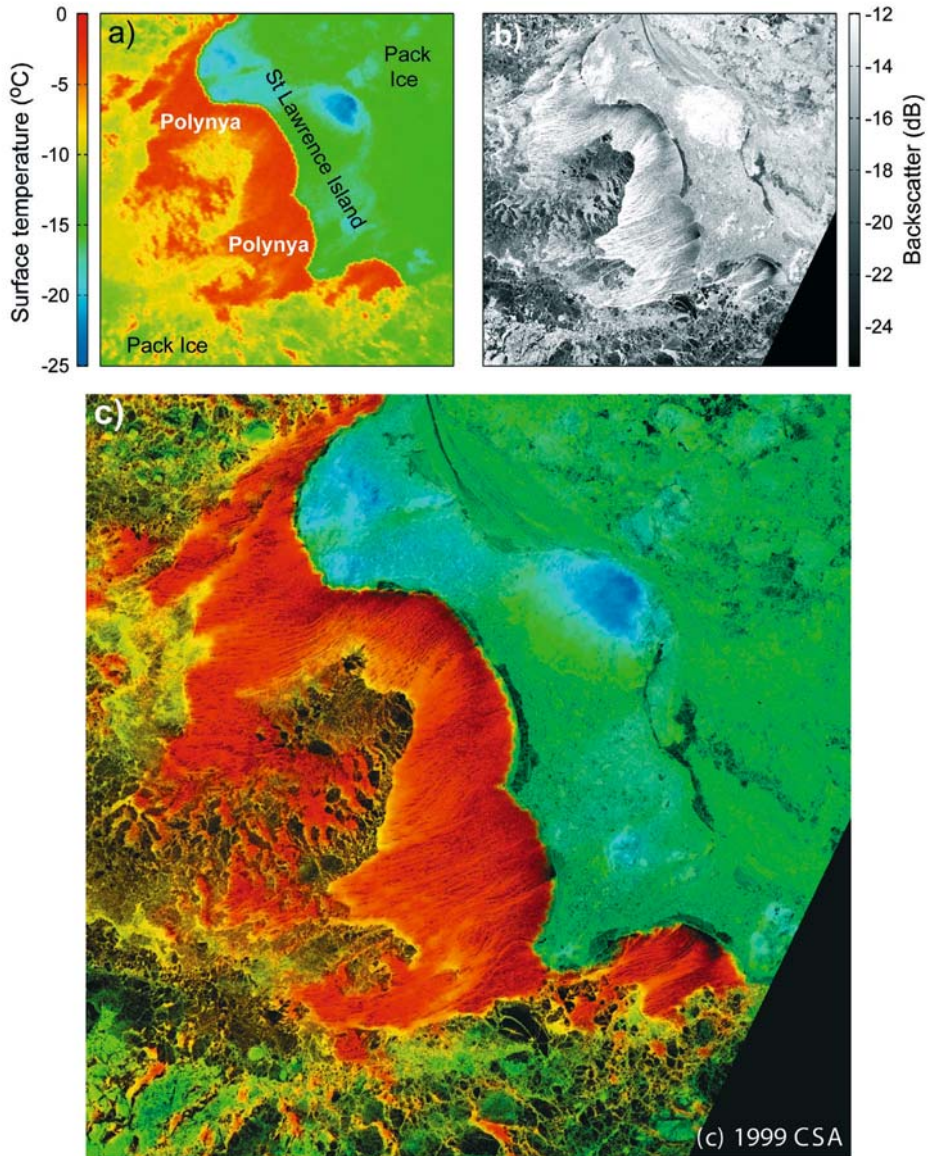 a)
Surface temperature (ºC)
0
-5
-10
-15
-20
-25
Pack
Ice
Polynya
St Lawrence Island
Polynya
Pack Ice
b)
-12
-14
-16
-18
-20
-22
-24
Backscatter (dB)
c)
(c) 1999 CSA